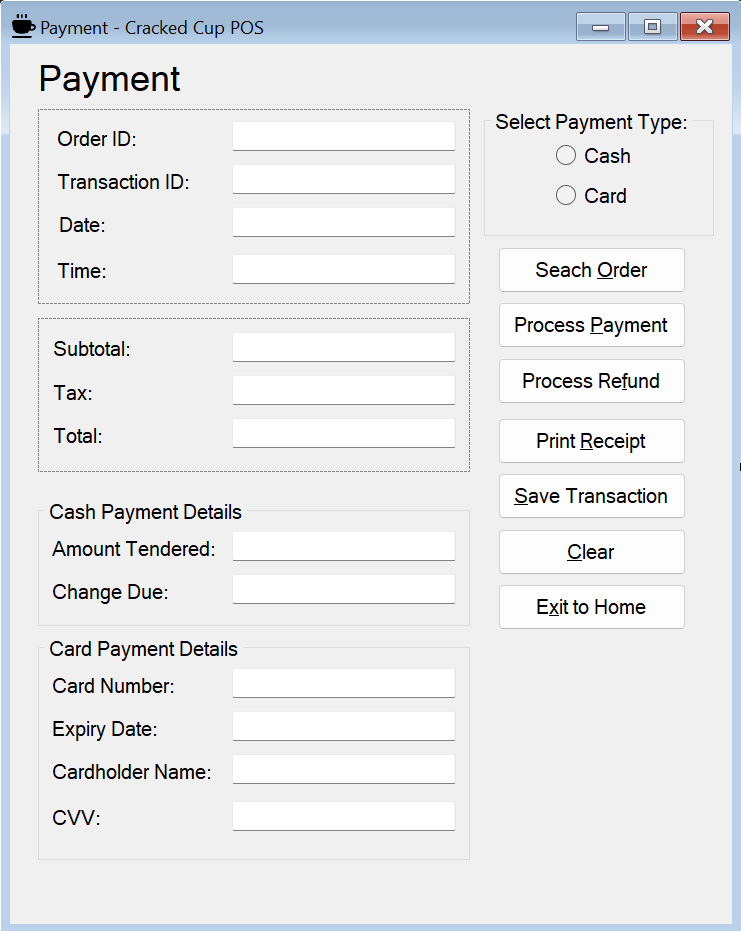 Payment - Cracked Cup POS
Payment
Order ID:
Transaction ID:
Date:
Time:
Subtotal:
Tax:
Total:
Cash Payment Details
Amount Tendered:
Change Due:
Card Payment Details
Card Number:
Expiry Date:
Cardholder Name:
CVV:
Select Payment Type:
Cash
Card
Seach Order
Process Payment
Process Refund
Print Receipt
Save Transaction
Clear
Exit to Home